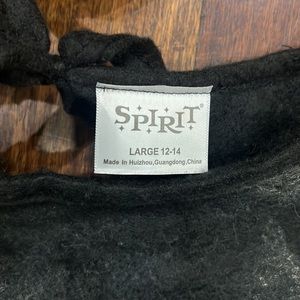 SPIRIT®
LARGE 12-14
Made In Huizhou,Guangdong,China